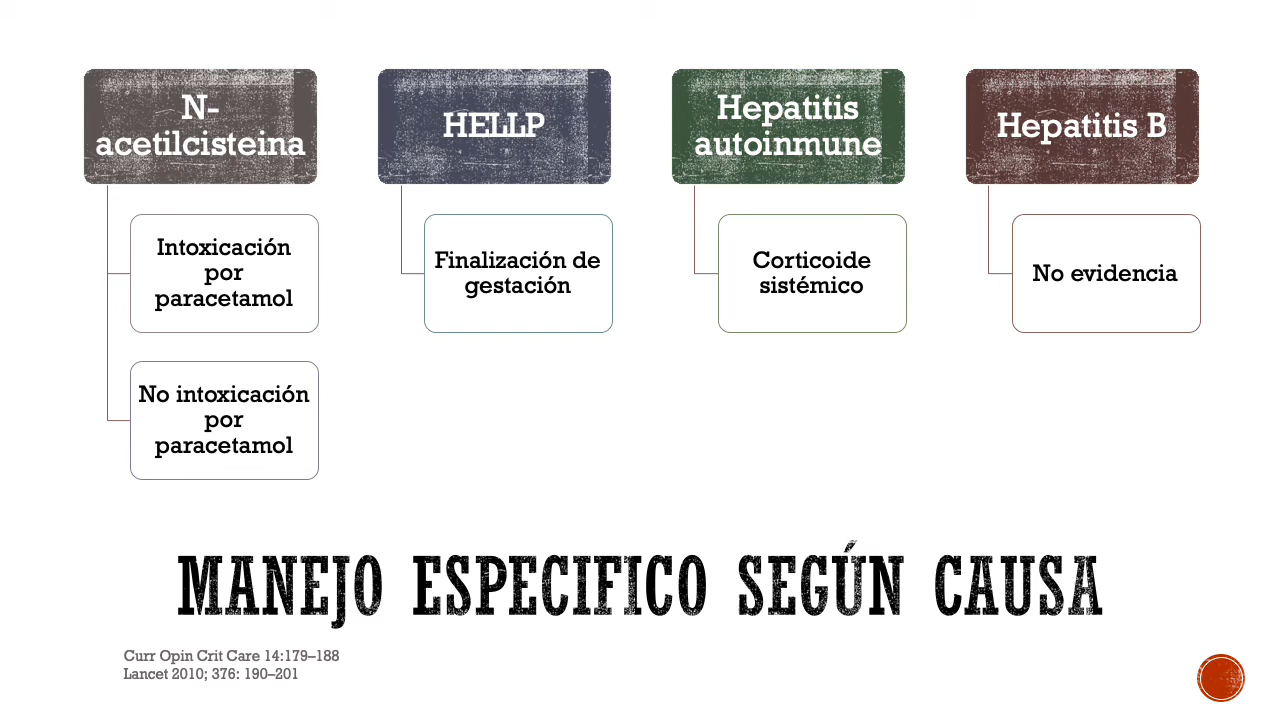 N-
acetilcisteina
Intoxicación
por
paracetamol
No intoxicación
por
paracetamol
HELLP
Finalización de
gestación
Hepatitis
autoinmune
Corticoide
sistémico
Hepatitis B
No evidencia
MANEJO ESPECIFICO SEGÚN CAUSA
Curr Opin Crit Care 14:179–188
Lancet 2010; 376: 190–201